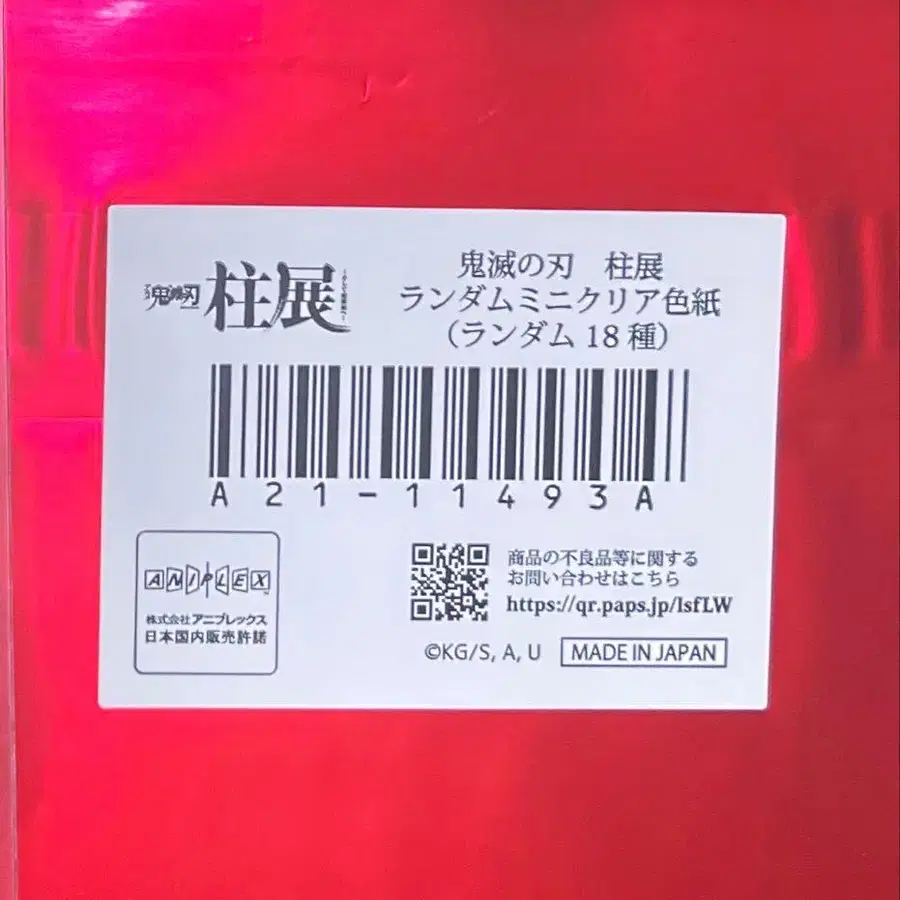 鬼滅の刃 柱展
鬼滅の刃　柱展
ランダムミニクリア色紙
（ランダム 18 種）
A21-11493A
ANIPLEX
株式会社アニプレックス
日本国内販売許諾
商品の不良品等に関する
お問い合わせはこちら
https://qr.paps.jp/lsfLW
©KG/S, A, U
MADE IN JAPAN